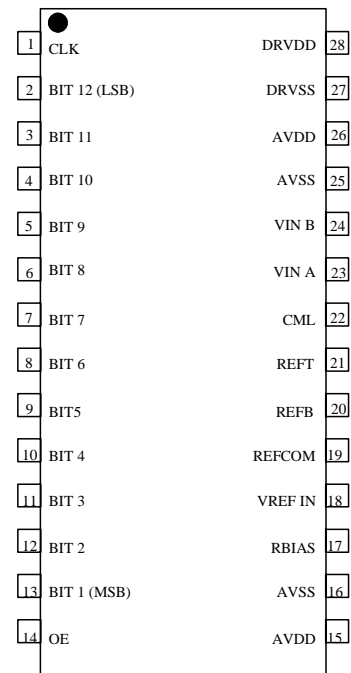 1 CLK DRVDD 28
2 BIT 12 (LSB) DRVSS 27
3 BIT 11 AVDD 26
4 BIT 10 AVSS 25
5 BIT 9 VIN B 24
6 BIT 8 VIN A 23
7 BIT 7 CML 22
8 BIT 6 REFT 21
9 BIT5 REFB 20
10 BIT 4 REFCOM 19
11 BIT 3 VREF IN 18
12 BIT 2 RBIAS 17
13 BIT 1 (MSB) AVSS 16
14 OE AVDD 15